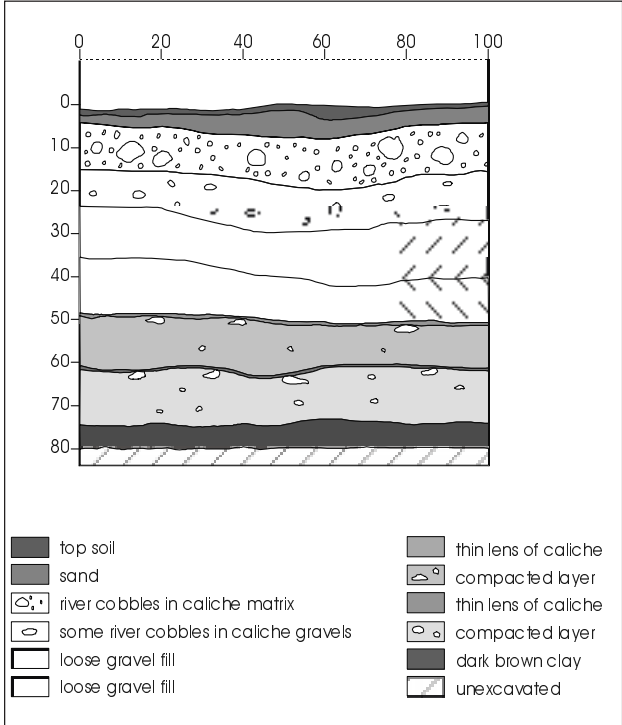 0 20 40 60 80 100
0
10
20
30
40
50
60
70
80
top soil
sand
river cobbles in caliche matrix
some river cobbles in caliche gravels
loose gravel fill
loose gravel fill
thin lens of caliche
compacted layer
thin lens of caliche
compacted layer
dark brown clay
unexcavated